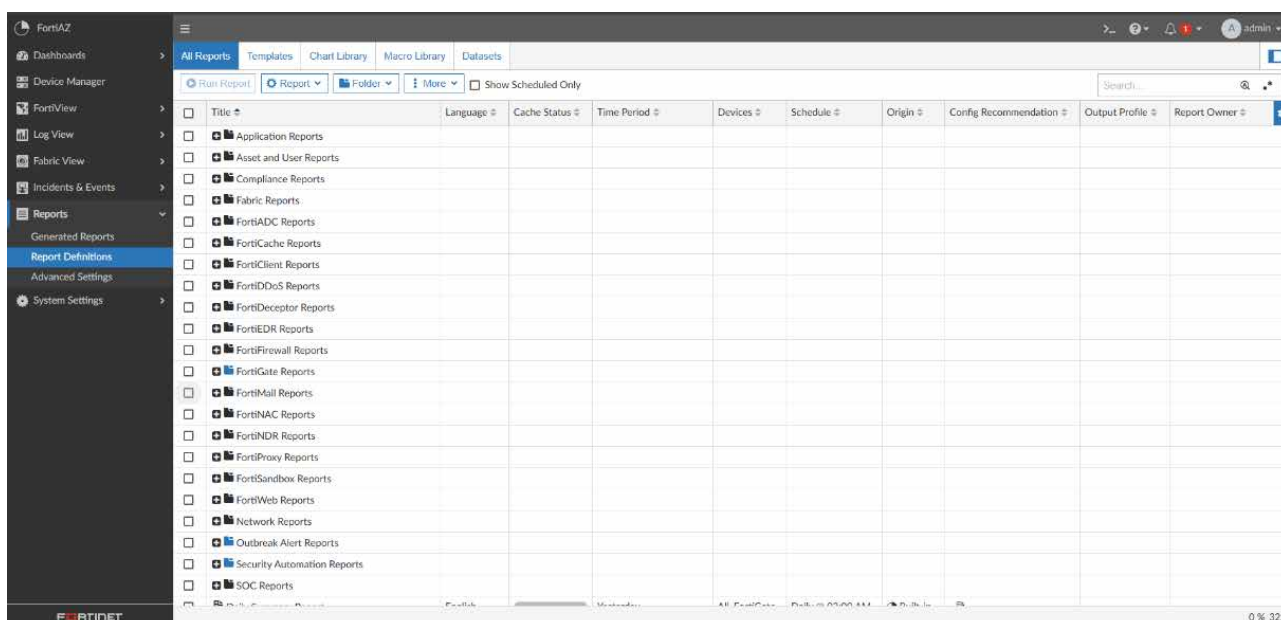 FortiAZ
admin
Dashboards
Device Manager
FortiView
Log View
Fabric View
Incidents & Events
Reports
Generated Reports
Report Definitions
Advanced Settings
System Settings
FORTINET
All Reports Templates Chart Library Macro Library Datasets
Run Report Report Folder More Show Scheduled Only Search...
Title Language Cache Status Time Period Devices Schedule Origin Config Recommendation Output Profile Report Owner
Application Reports
Asset and User Reports
Compliance Reports
Fabric Reports
FortiADC Reports
FortiCache Reports
FortiClient Reports
FortiDDoS Reports
FortiDeceptor Reports
FortiEDR Reports
FortiFirewall Reports
FortiGate Reports
FortiMail Reports
FortiNAC Reports
FortiNDR Reports
FortiProxy Reports
FortiSandbox Reports
FortiWeb Reports
Network Reports
Outbreak Alert Reports
Security Automation Reports
SOC Reports
0 % 32